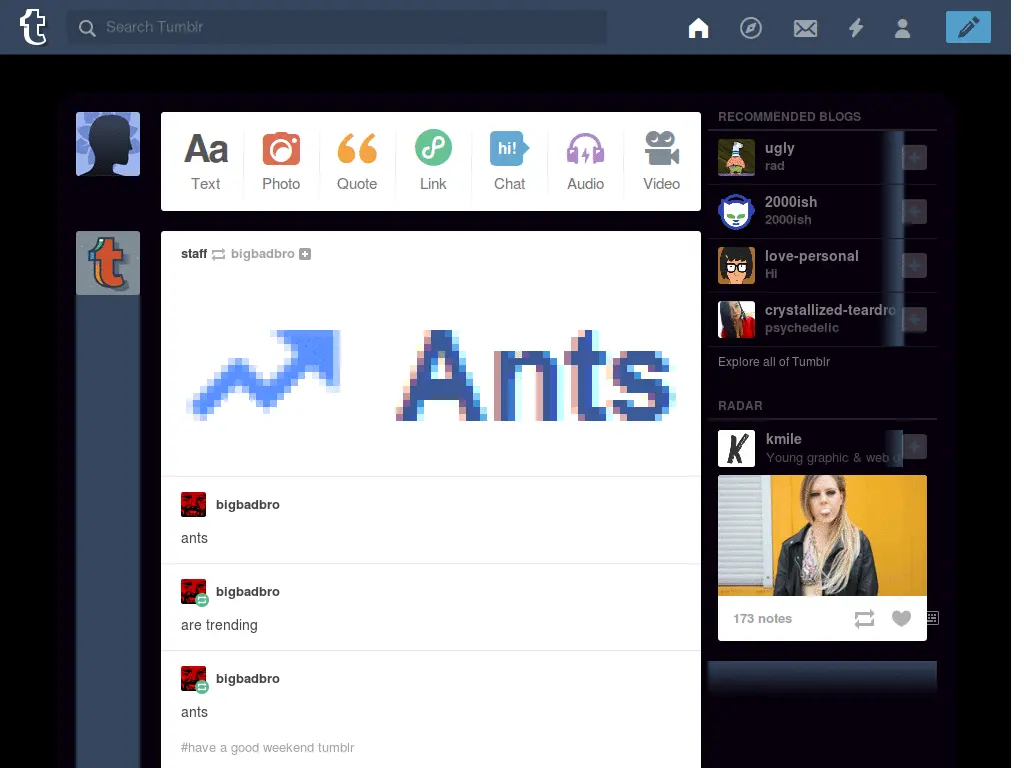 Search Tumblr
Aa
hi!
Text
Photo
Quote
Link
Chat
Audio
Video
staff bigbadbro
Ants
bigbadbro
ants
bigbadbro
are trending
bigbadbro
ants
#have a good weekend tumblr
RECOMMENDED BLOGS
ugly
rad
2000ish
2000ish
love-personal
Hi
crystallized-teardro
psychedelic
Explore all of Tumblr
RADAR
kmile
Young graphic & web d
173 notes